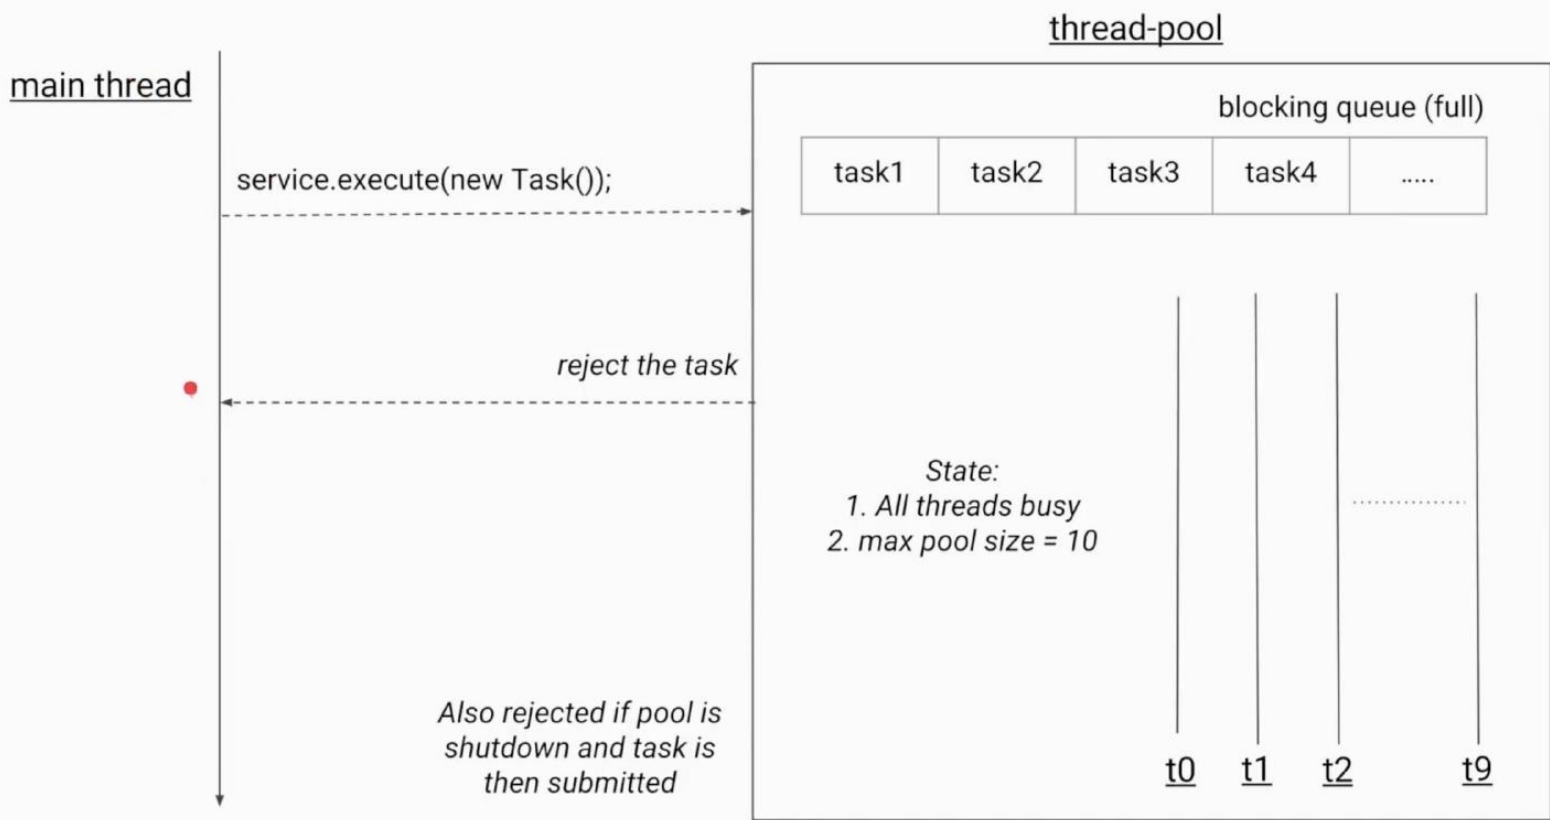 thread-pool
main thread
blocking queue (full)
task1 task2 task3 task4 .....
service.execute(new Task());
reject the task
State:
1. All threads busy
2. max pool size = 10
Also rejected if pool is
shutdown and task is
then submitted
t0 t1 t2 t9